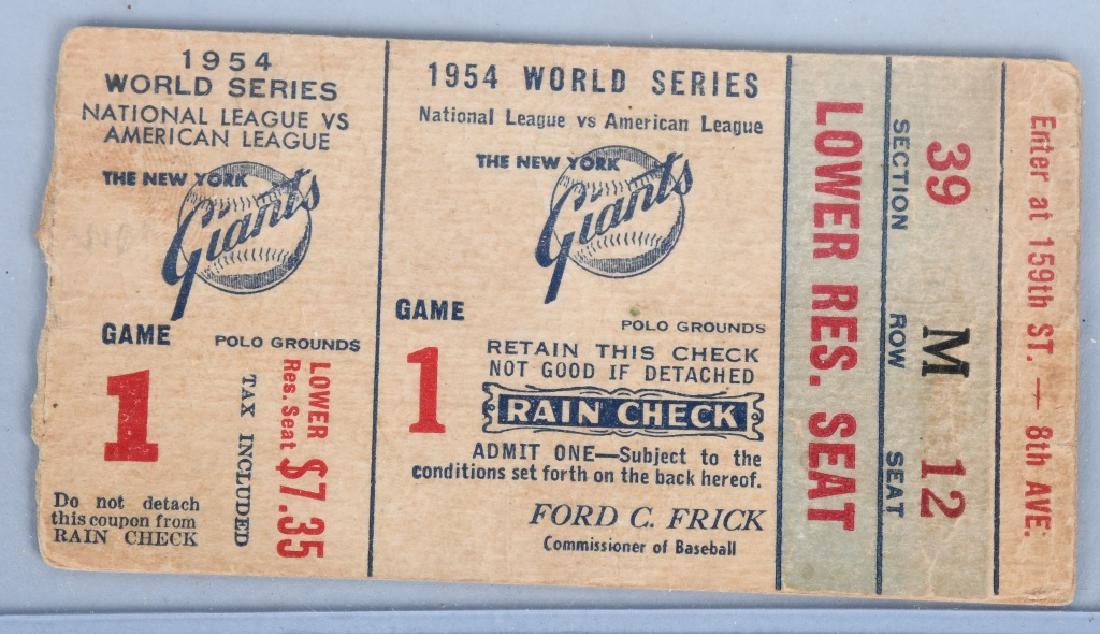 1954
WORLD SERIES
NATIONAL LEAGUE VS
AMERICAN LEAGUE
THE NEW YORK
Giants
GAME
POLO GROUNDS
1
LOWER
Res. Seat $7.35
TAX INCLUDED
Do not detach
this coupon from
RAIN CHECK
1954 WORLD SERIES
National League vs American League
THE NEW YORK
Giants
GAME
POLO GROUNDS
1
RETAIN THIS CHECK
NOT GOOD IF DETACHED
RAIN CHECK
ADMIT ONE—Subject to the
conditions set forth on the back hereof.
FORD C. FRICK
Commissioner of Baseball
LOWER RES. SEAT
SECTION ROW SEAT
39 M 12
Enter at 159th ST. — 8th AVE.